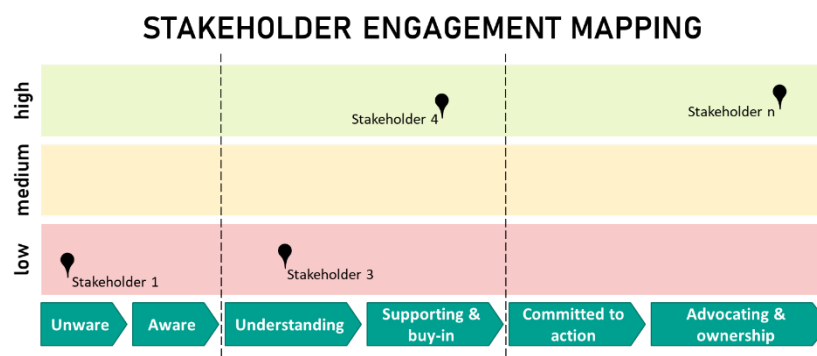 STAKEHOLDER ENGAGEMENT MAPPING
high
Stakeholder 4
Stakeholder n
medium
low
Stakeholder 1
Stakeholder 3
Unware
Aware
Understanding
Supporting &
buy-in
Committed to
action
Advocating &
ownership